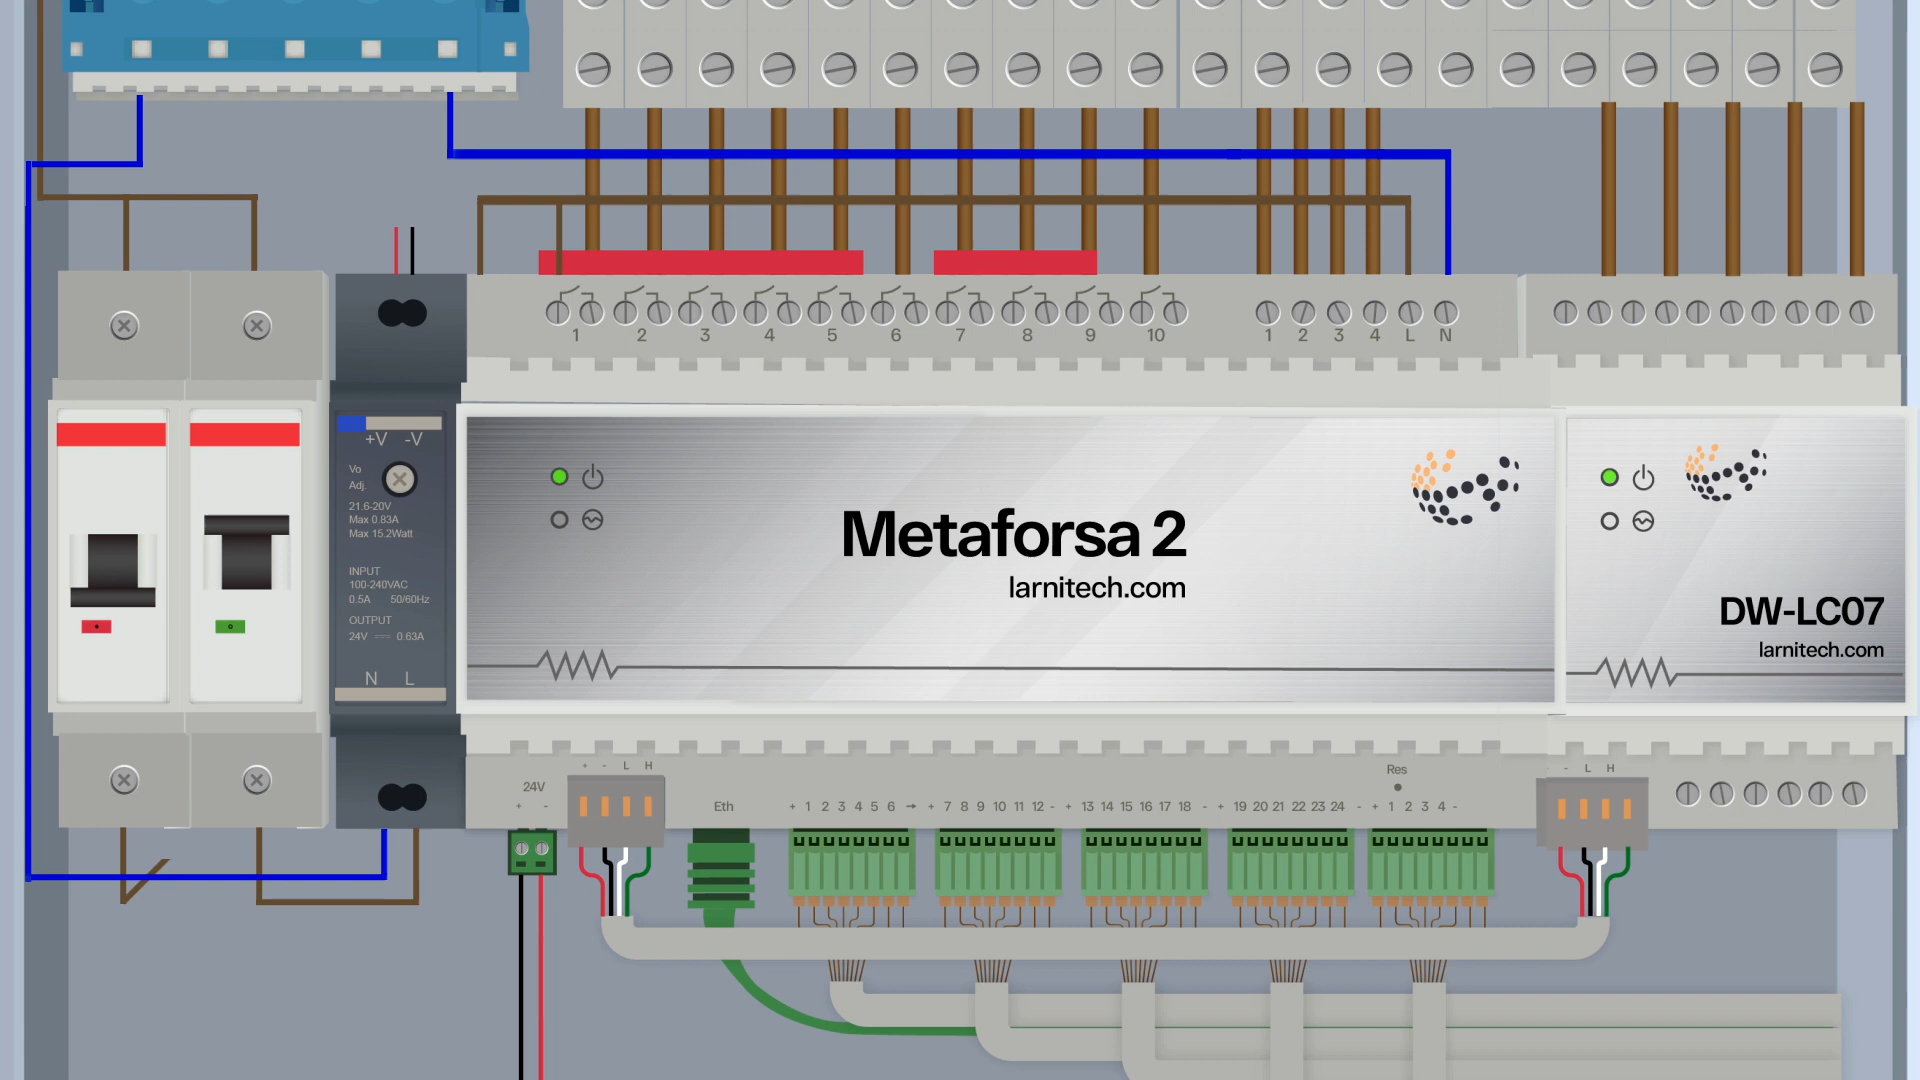 1 2 3 4 5 6 7 8 9 10 1 2 3 4 L N
+V -V
Vo
Adj.
21.6-20V
Max 0.83A
Max 15.2Watt
INPUT
100-240VAC
0.5A 50/60Hz
OUTPUT
24V 0.63A
N L
Metaforsa 2
larnitech.com
DW-LC07
larnitech.com
+ - L H
24V
+ -
Eth
+ 1 2 3 4 5 6 → + 7 8 9 10 11 12 - + 13 14 15 16 17 18 - + 19 20 21 22 23 24 - + 1 2 3 4 -
Res
- L H